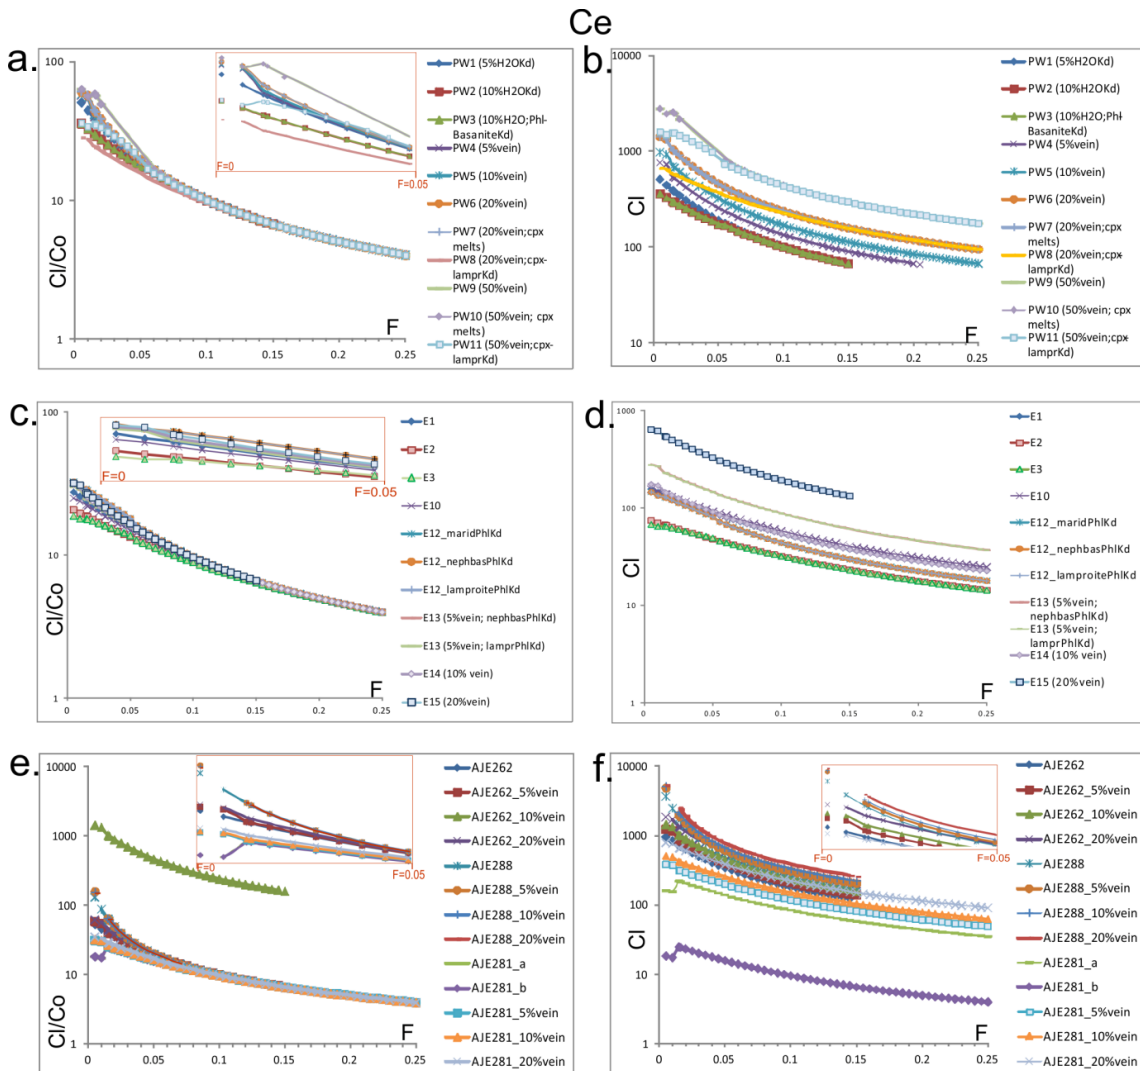 Ce
a.
100
10
1
Cl/Co
0
0.05
0.1
0.15
0.2
0.25
F
F=0
F=0.05
PW1 (5%H2OKd)
PW2 (10%H2OKd)
PW3 (10%H2O;Phl-
BasaniteKd)
PW4 (5%vein)
PW5 (10%vein)
PW6 (20%vein)
PW7 (20%vein;cpx
melts)
PW8 (20%vein;cpx-
lamprKd)
PW9 (50%vein)
PW10 (50%vein; cpx
melts)
PW11 (50%vein;cpx-
lamprKd)
b.
10000
1000
100
10
Cl
0
0.05
0.1
0.15
0.2
0.25
F
PW1 (5%H2OKd)
PW2 (10%H2OKd)
PW3 (10%H2O;Phl-
BasaniteKd)
PW4 (5%vein)
PW5 (10%vein)
PW6 (20%vein)
PW7 (20%vein;cpx
melts)
PW8 (20%vein;cpx-
lamprKd)
PW9 (50%vein)
PW10 (50%vein; cpx
melts)
PW11 (50%vein;cpx-
lamprKd)
c.
100
10
1
Cl/Co
0
0.05
0.1
0.15
0.2
0.25
F
F=0
F=0.05
E1
E2
E3
E10
E12_maridPhlKd
E12_nephbasPhlKd
E12_lamproitePhlKd
E13 (5%vein; nephbasPhlKd)
E13 (5%vein; lamprPhlKd)
E14 (10% vein)
E15 (20%vein)
d.
1000
100
10
1
Cl
0
0.05
0.1
0.15
0.2
0.25
F
E1
E2
E3
E10
E12_maridPhlKd
E12_nephbasPhlKd
E12_lamproitePhlKd
E13 (5%vein;
nephbasPhlKd)
E13 (5%vein;
lamprPhlKd)
E14 (10% vein)
E15 (20%vein)
e.
10000
1000
100
10
1
Cl/Co
0
0.05
0.1
0.15
0.2
0.25
F
F=0
F=0.05
AJE262
AJE262_5%vein
AJE262_10%vein
AJE262_20%vein
AJE288
AJE288_5%vein
AJE288_10%vein
AJE288_20%vein
AJE281_a
AJE281_b
AJE281_5%vein
AJE281_10%vein
AJE281_20%vein
f.
10000
1000
100
10
1
Cl
0
0.05
0.1
0.15
0.2
0.25
F
F=0
F=0.05
AJE262
AJE262_5%vein
AJE262_10%vein
AJE262_20%vein
AJE288
AJE288_5%vein
AJE288_10%vein
AJE288_20%vein
AJE281_a
AJE281_b
AJE281_5%vein
AJE281_10%vein
AJE281_20%vein